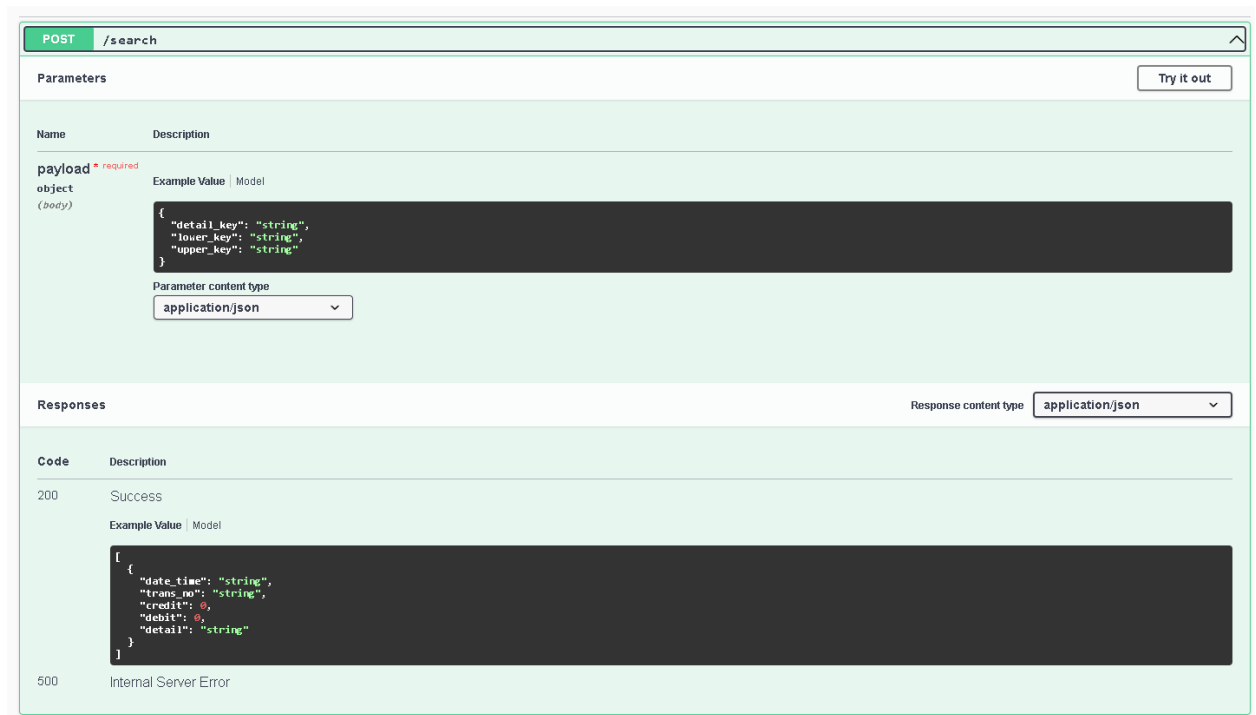 POST /search
Parameters
Try it out
Name Description
payload * required
object
(body)
Example Value | Model
{
  "detail_key": "string",
  "lower_key": "string",
  "upper_key": "string"
}
Parameter content type
application/json
Responses
Response content type application/json
Code Description
200 Success
Example Value | Model
[
  {
    "date_time": "string",
    "trans_no": "string",
    "credit": 0,
    "debit": 0,
    "detail": "string"
  }
]
500 Internal Server Error